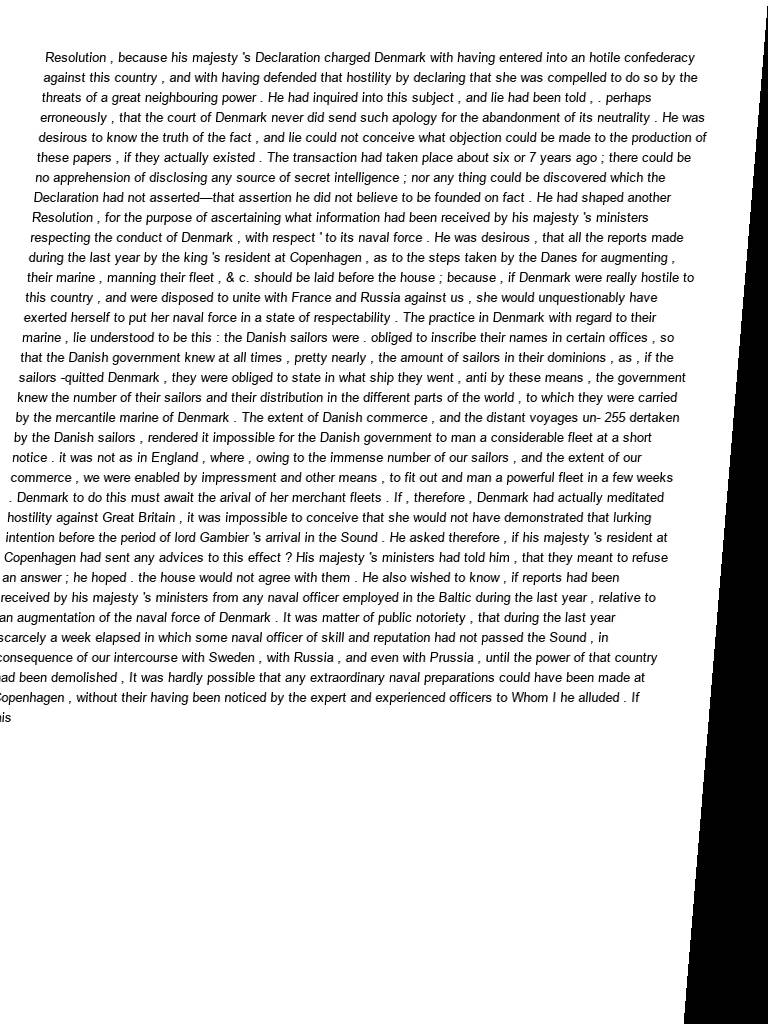 Resolution , because his majesty 's Declaration charged Denmark with having entered into an hotile confederacy
against this country , and with having defended that hostility by declaring that she was compelled to do so by the
threats of a great neighbouring power . He had inquired into this subject , and lie had been told , . perhaps
erroneously , that the court of Denmark never did send such apology for the abandonment of its neutrality . He was
desirous to know the truth of the fact , and lie could not conceive what objection could be made to the production of
these papers , if they actually existed . The transaction had taken place about six or 7 years ago ; there could be
no apprehension of disclosing any source of secret intelligence ; nor any thing could be discovered which the
Declaration had not asserted—that assertion he did not believe to be founded on fact . He had shaped another
Resolution , for the purpose of ascertaining what information had been received by his majesty 's ministers
respecting the conduct of Denmark , with respect ' to its naval force . He was desirous , that all the reports made
during the last year by the king 's resident at Copenhagen , as to the steps taken by the Danes for augmenting ,
their marine , manning their fleet , & c. should be laid before the house ; because , if Denmark were really hostile to
this country , and were disposed to unite with France and Russia against us , she would unquestionably have
exerted herself to put her naval force in a state of respectability . The practice in Denmark with regard to their
marine , lie understood to be this : the Danish sailors were . obliged to inscribe their names in certain offices , so
that the Danish government knew at all times , pretty nearly , the amount of sailors in their dominions , as , if the
sailors -quitted Denmark , they were obliged to state in what ship they went , anti by these means , the government
knew the number of their sailors and their distribution in the different parts of the world , to which they were carried
by the mercantile marine of Denmark . The extent of Danish commerce , and the distant voyages un- 255 dertaken
by the Danish sailors , rendered it impossible for the Danish government to man a considerable fleet at a short
notice . it was not as in England , where , owing to the immense number of our sailors , and the extent of our
commerce , we were enabled by impressment and other means , to fit out and man a powerful fleet in a few weeks
. Denmark to do this must await the arival of her merchant fleets . If , therefore , Denmark had actually meditated
hostility against Great Britain , it was impossible to conceive that she would not have demonstrated that lurking
intention before the period of lord Gambier 's arrival in the Sound . He asked therefore , if his majesty 's resident at
Copenhagen had sent any advices to this effect ? His majesty 's ministers had told him , that they meant to refuse
an answer ; he hoped . the house would not agree with them . He also wished to know , if reports had been
received by his majesty 's ministers from any naval officer employed in the Baltic during the last year , relative to
an augmentation of the naval force of Denmark . It was matter of public notoriety , that during the last year
scarcely a week elapsed in which some naval officer of skill and reputation had not passed the Sound , in
consequence of our intercourse with Sweden , with Russia , and even with Prussia , until the power of that country
had been demolished , It was hardly possible that any extraordinary naval preparations could have been made at
Copenhagen , without their having been noticed by the expert and experienced officers to Whom I he alluded . If
his